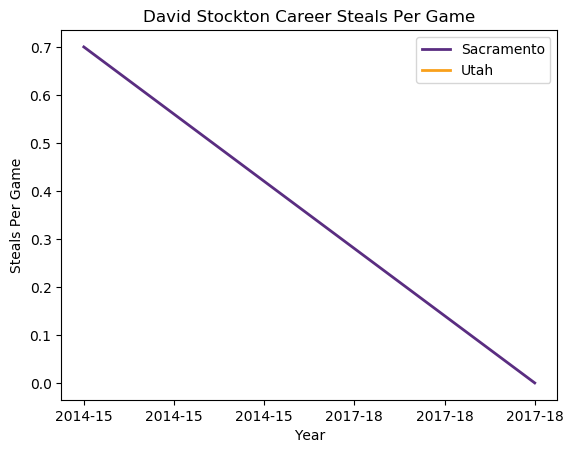 David Stockton Career Steals Per Game
Sacramento
Utah
0.7
0.6
0.5
0.4
0.3
0.2
0.1
0.0
Steals Per Game
2014-15 2014-15 2014-15 2017-18 2017-18 2017-18
Year